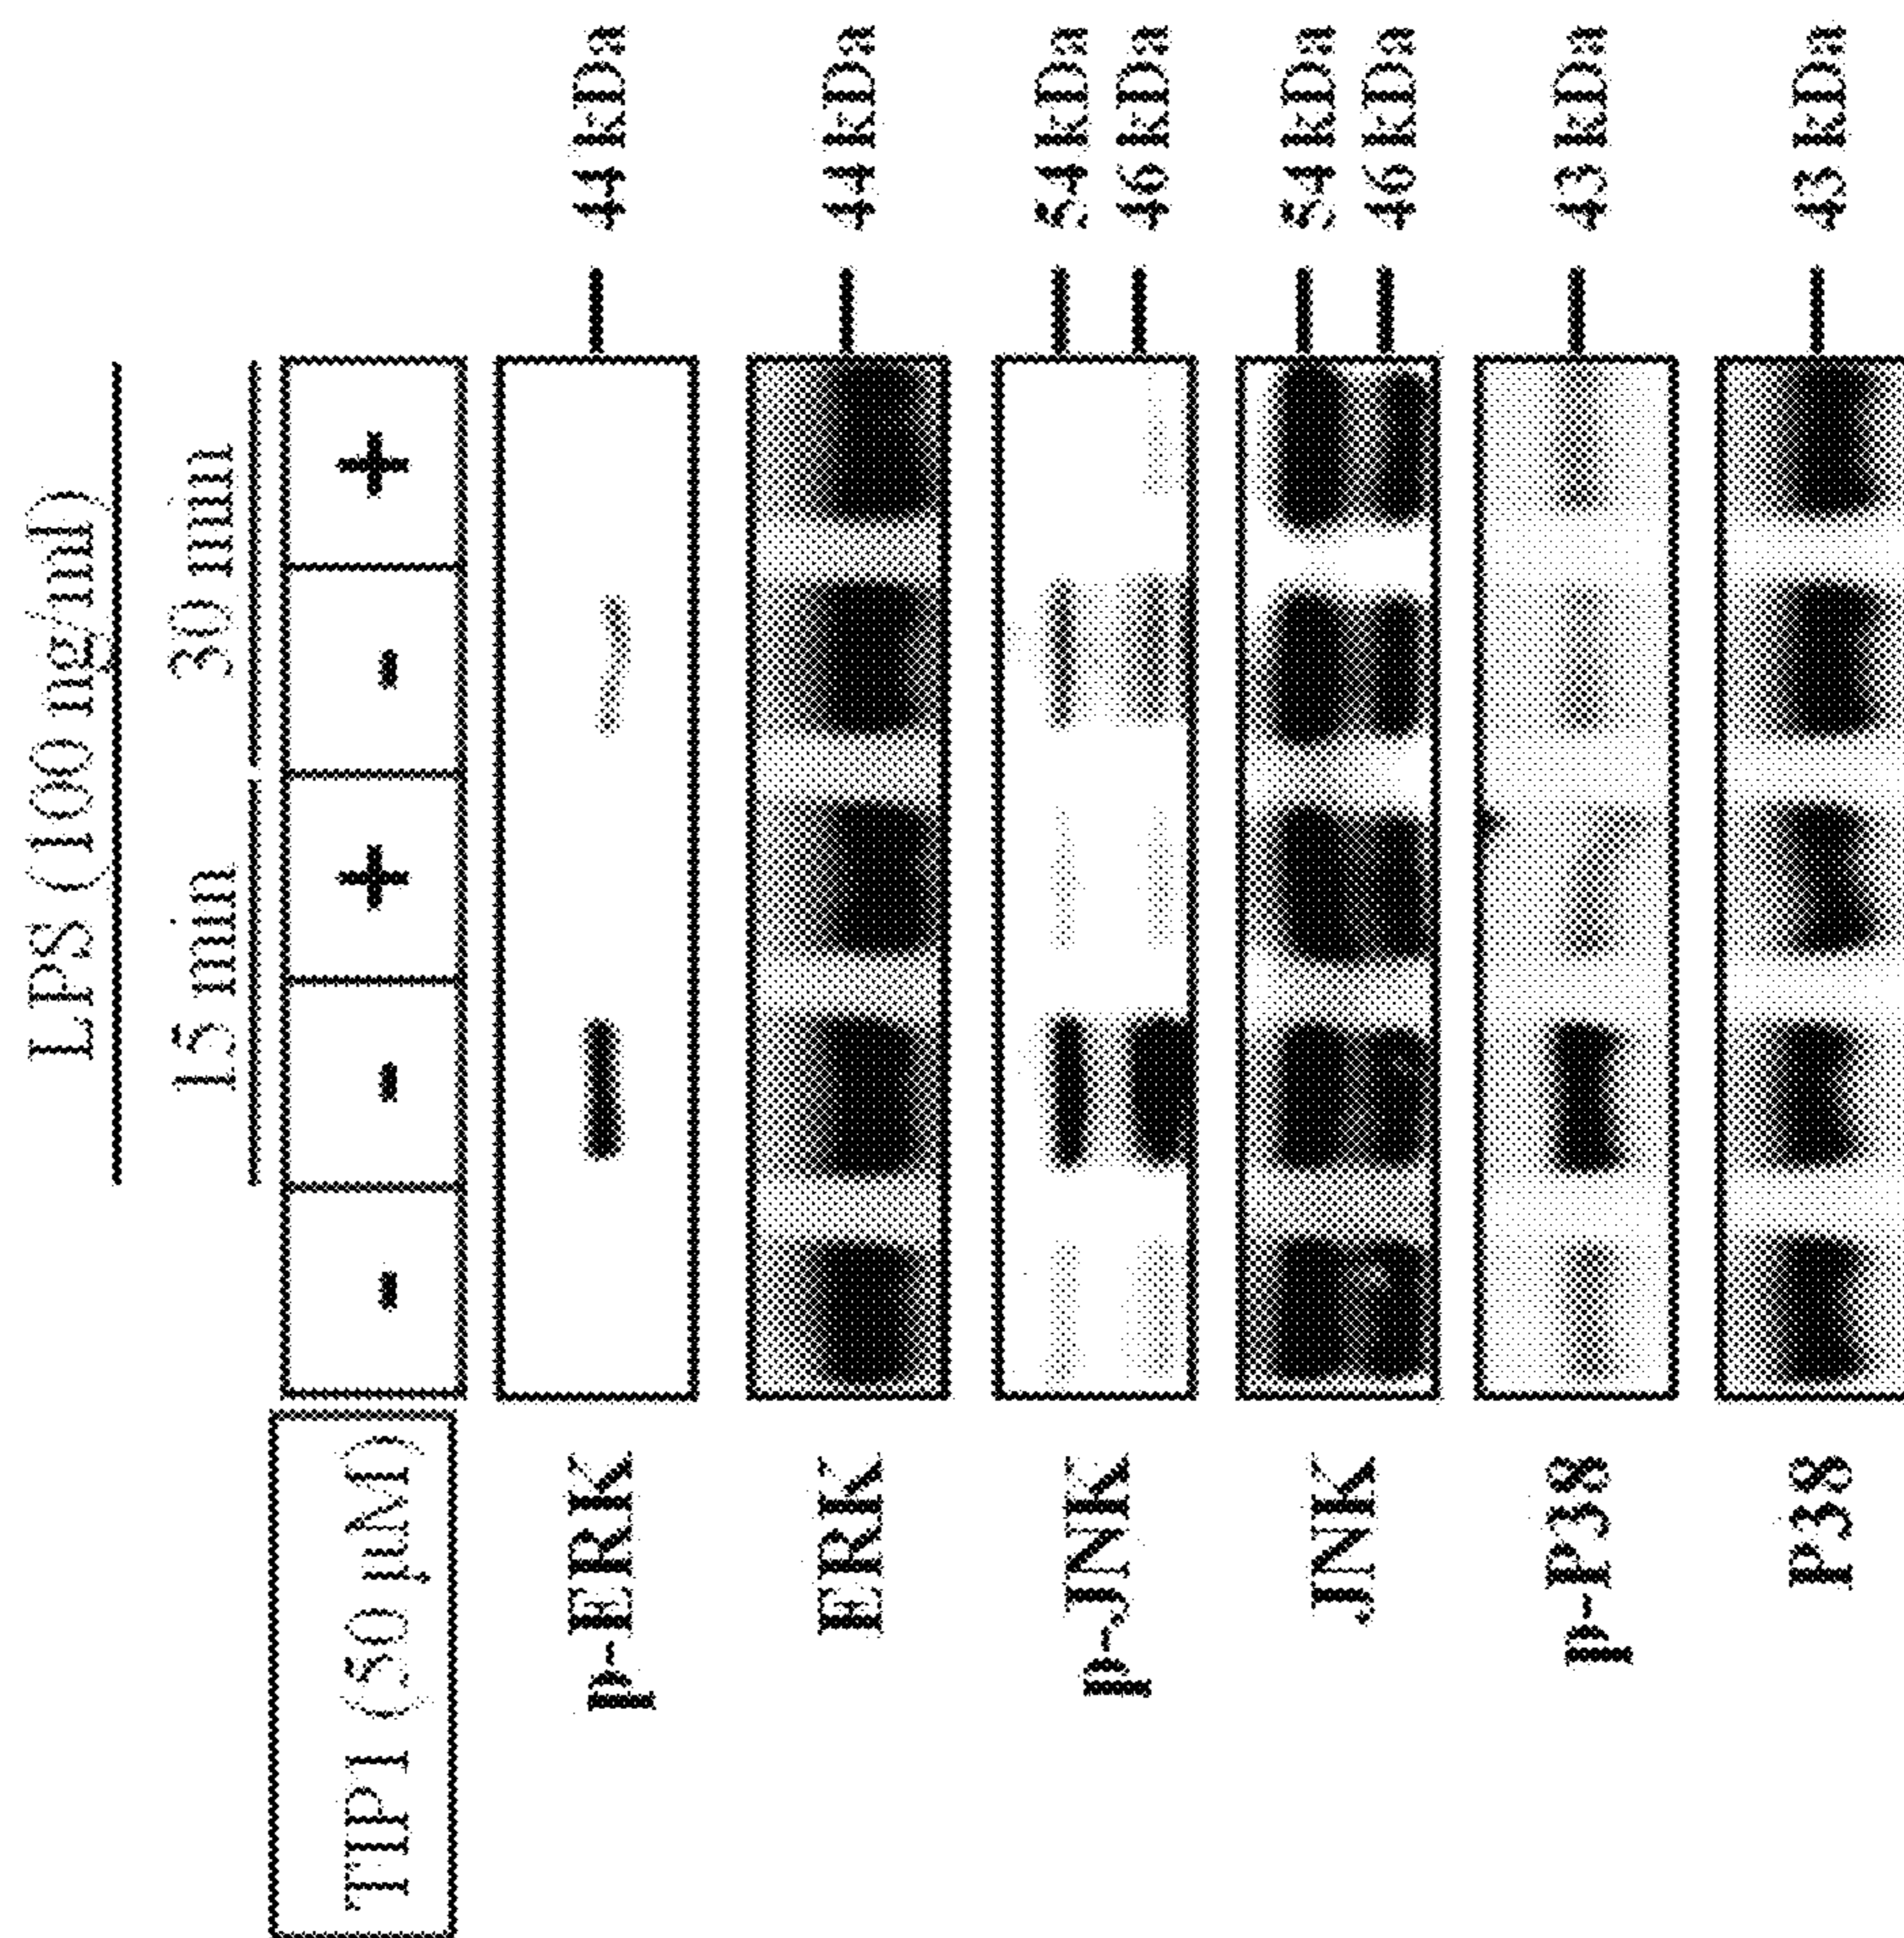 LPS (100 ng/ml)
15 min 30 min
TIP1 (50 µM) - - + - +
p-ERK 44 kDa
ERK 44 kDa
p-JNK 54 kDa
46 kDa
JNK 54 kDa
46 kDa
p-P38 43 kDa
P38 43 kDa